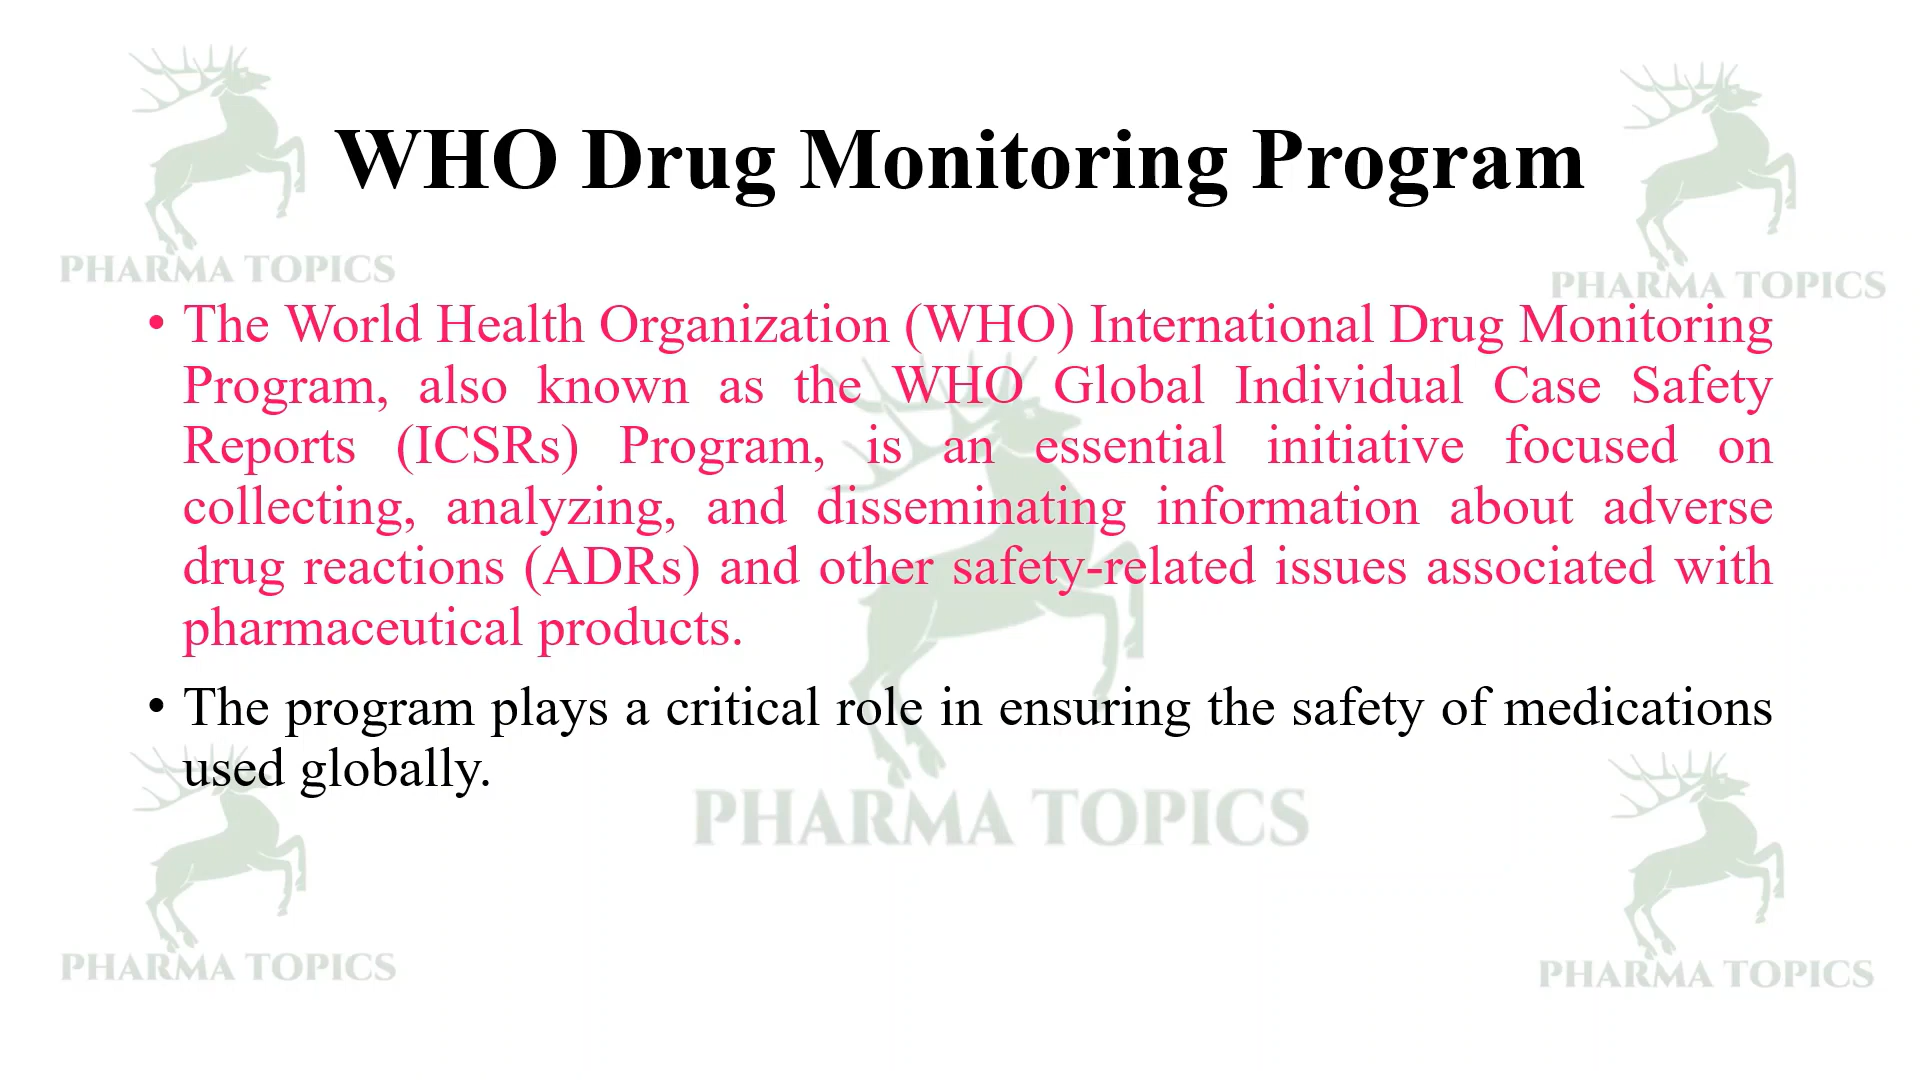 WHO Drug Monitoring Program
PHARMA TOPICS
PHARMA TOPICS
• The World Health Organization (WHO) International Drug Monitoring
Program, also known as the WHO Global Individual Case Safety
Reports (ICSRs) Program, is an essential initiative focused on
collecting, analyzing, and disseminating information about adverse
drug reactions (ADRs) and other safety-related issues associated with
pharmaceutical products.
• The program plays a critical role in ensuring the safety of medications
used globally.
PHARMA TOPICS
PHARMA TOPICS
PHARMA TOPICS